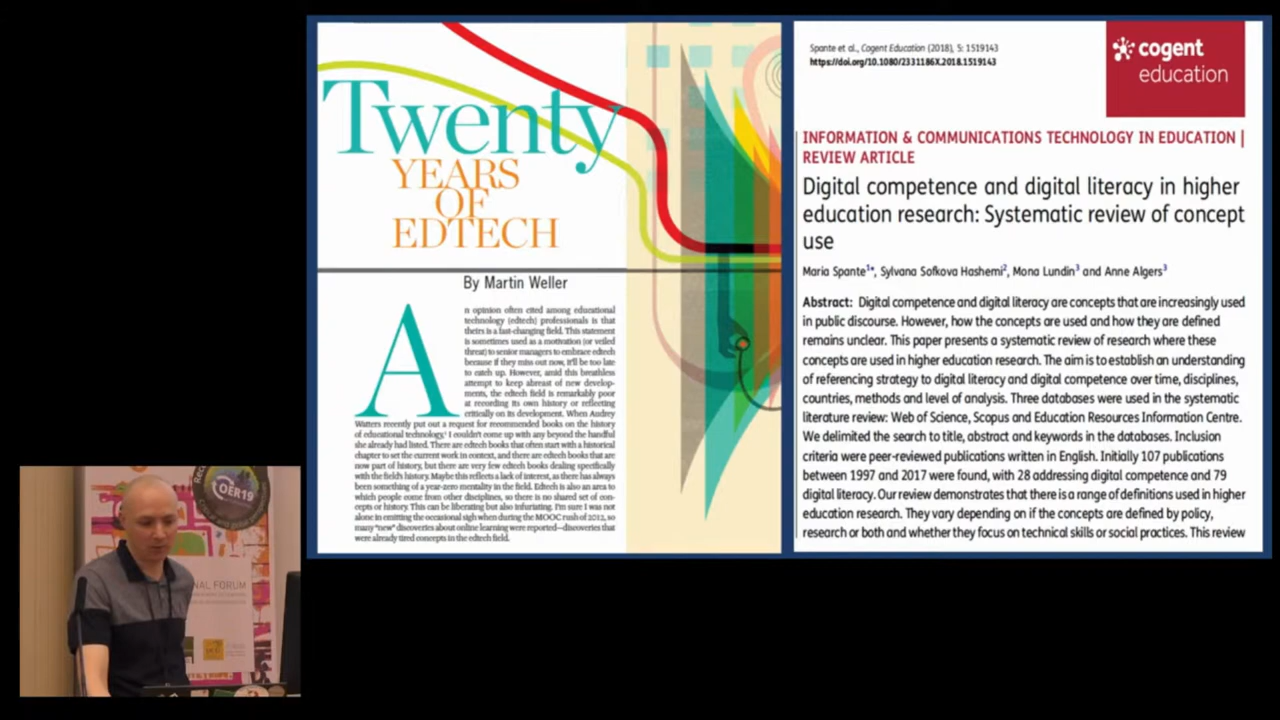 Twenty
YEARS
OF
EDTECH
By Martin Weller
An opinion often cited among educational
technology (edtech) professionals is that
theirs is a fast-changing field. This statement
is sometimes used as a motivation (or veiled
threat) to senior managers to embrace edtech
because if they miss out now, it'll be too late
to catch up. However, amid this breathless
attempt to keep abreast of new develop-
ments, the edtech field is remarkably poor
at recording its own history or reflecting
critically on its development. When Audrey
Watters recently put out a request for recommended books on the history
of educational technology,¹ I couldn't come up with any beyond the handful
she already had listed. There are edtech books that often start with a historical
chapter to set the current work in context, and there are edtech books that are
now part of history, but there are very few edtech books dealing specifically
with the field's history. Maybe this reflects a lack of interest, as there has always
been something of a year-zero mentality in the field. Edtech is also an area to
which people come from other disciplines, so there is no shared set of con-
cepts or history. This can be liberating but also infuriating. I'm sure I was not
alone in emitting the occasional sigh when during the MOOC rush of 2012, so
many "new" discoveries about online learning were reported—discoveries that
were already tired concepts in the edtech field.
Spante et al., Cogent Education (2018), 5: 1519143
https://doi.org/10.1080/2331186X.2018.1519143
cogent
education
INFORMATION & COMMUNICATIONS TECHNOLOGY IN EDUCATION |
REVIEW ARTICLE
Digital competence and digital literacy in higher
education research: Systematic review of concept
use
Maria Spante¹*, Sylvana Sofkova Hashemi², Mona Lundin³ and Anne Algers³
Abstract: Digital competence and digital literacy are concepts that are increasingly used
in public discourse. However, how the concepts are used and how they are defined
remains unclear. This paper presents a systematic review of research where these
concepts are used in higher education research. The aim is to establish an understanding
of referencing strategy to digital literacy and digital competence over time, disciplines,
countries, methods and level of analysis. Three databases were used in the systematic
literature review: Web of Science, Scopus and Education Resources Information Centre.
We delimited the search to title, abstract and keywords in the databases. Inclusion
criteria were peer-reviewed publications written in English. Initially 107 publications
between 1997 and 2017 were found, with 28 addressing digital competence and 79
digital literacy. Our review demonstrates that there is a range of definitions used in higher
education research. They vary depending on if the concepts are defined by policy,
research or both and whether they focus on technical skills or social practices. This review
OER19
NAL FORUM